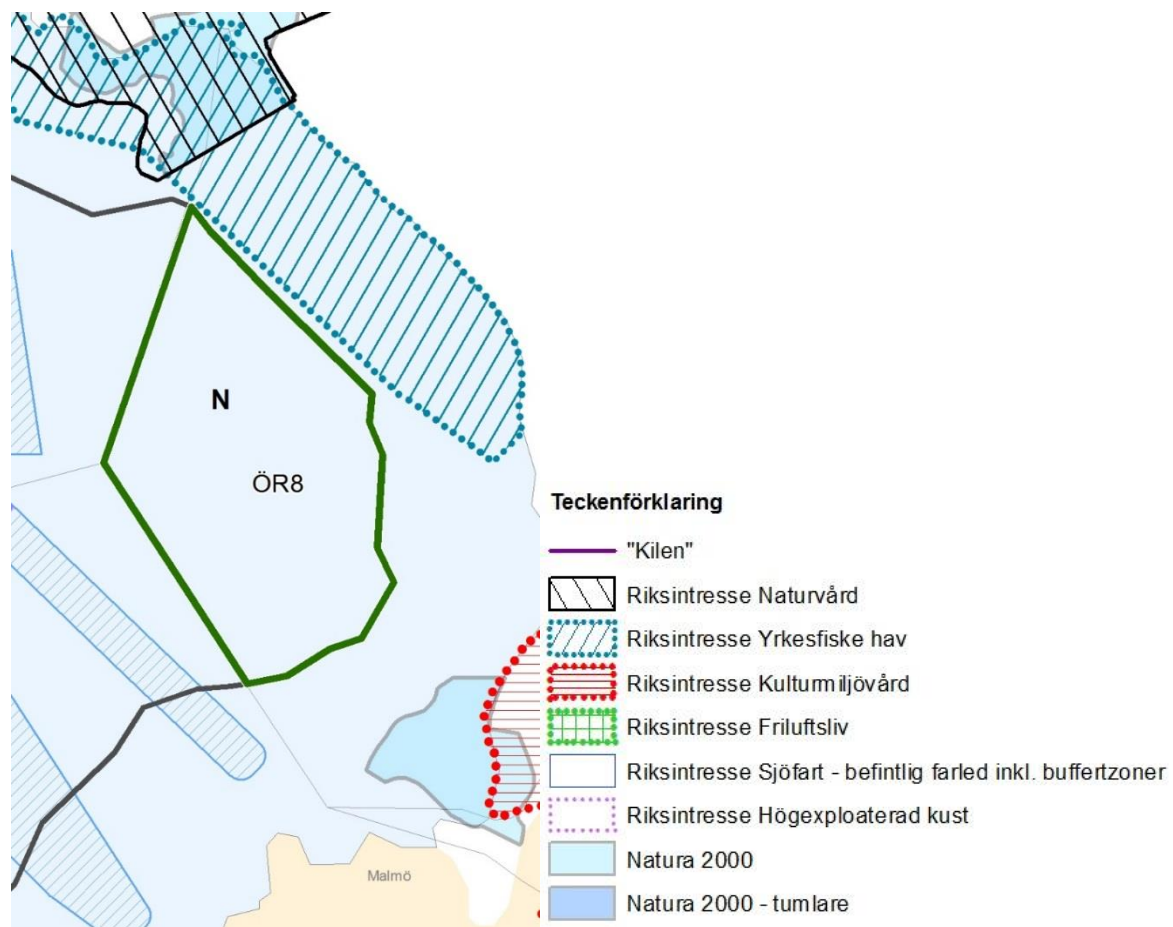 N
ÖR8
Malmö
Teckenförklaring
"Kilen"
Riksintresse Naturvård
Riksintresse Yrkesfiske hav
Riksintresse Kulturmiljövård
Riksintresse Friluftsliv
Riksintresse Sjöfart - befintlig farled inkl. buffertzoner
Riksintresse Högexploaterad kust
Natura 2000
Natura 2000 - tumlare